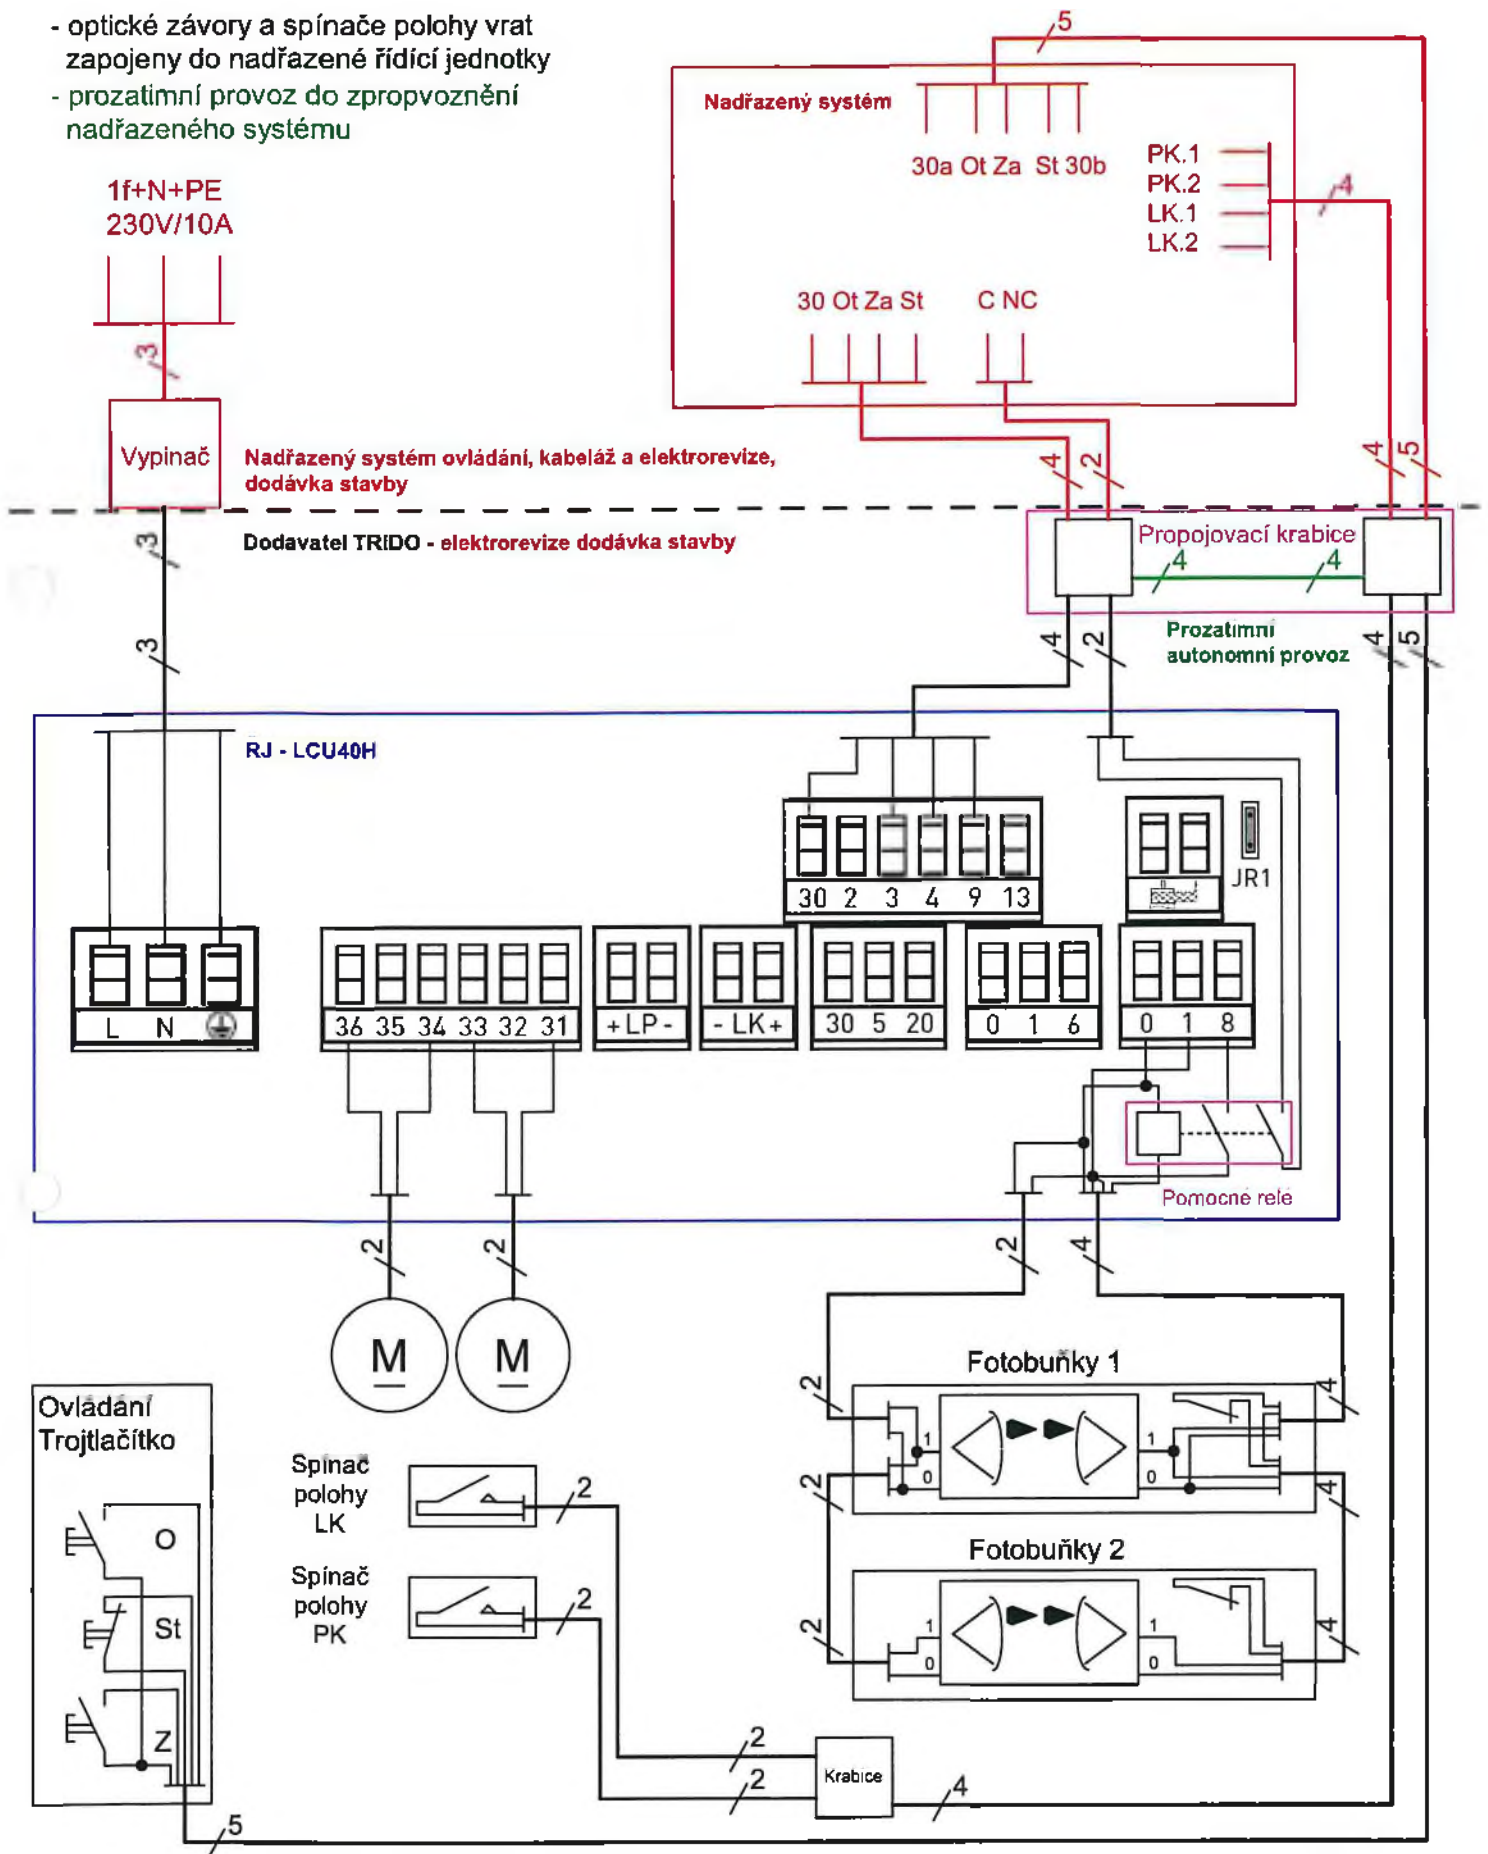 - optické závory a spínače polohy vrat
zapojeny do nadřazené řídící jednotky
- prozatimní provoz do zpropvoznění
nadřazeného systému
1f+N+PE
230V/10A
3
Vypinač
Nadřazený systém
5
30a Ot Za St 30b
PK.1
PK.2
LK.1
LK.2
4
30 Ot Za St
C NC
Nadřazený systém ovládání, kabeláž a elektrorevize,
dodávka stavby
4 2
4 5
3
Dodavatel TRIDO - elektrorevize dodávka stavby
Propojovací krabice
4 4
Prozatimní
autonomní provoz
3
4 2
4 5
RJ - LCU40H
JR1
30 2 3 4 9 13
L N
36 35 34 33 32 31
+ LP -
- LK +
30 5 20
0 1 6
0 1 8
Pomocné relé
2 2
2 4
M M
Fotobuňky 1
2 4
1 1
0 0
2 4
Fotobuňky 2
2 4
1 1
0 0
Ovládání
Trojtlačítko
O
St
Z
Spínač
polohy
LK
2
Spínač
polohy
PK
2
2
2
Krabice
4
5